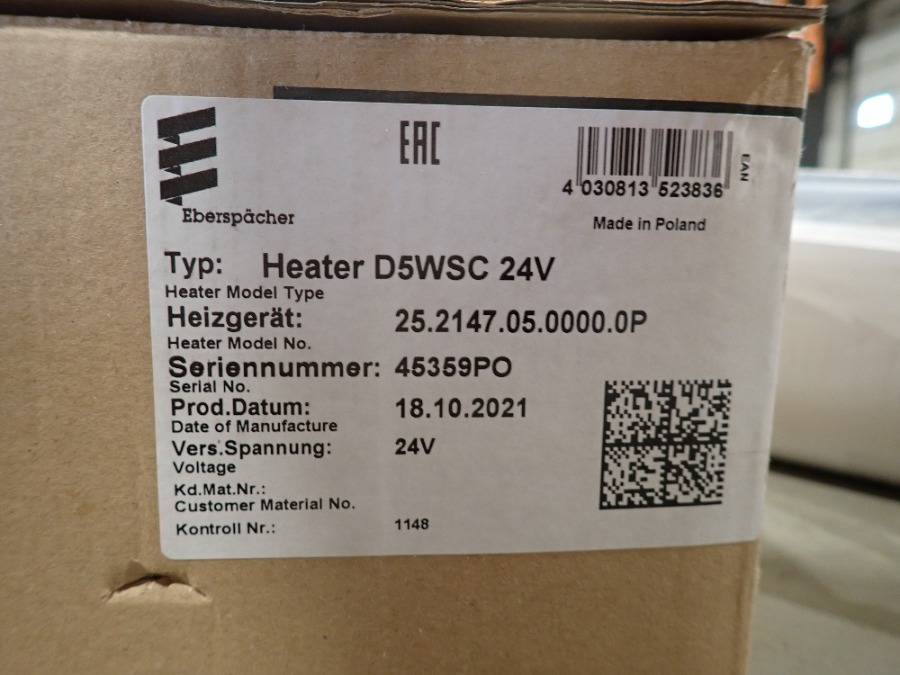 Eberspächer
EAC
4 030813 523836
EAN
Made in Poland
Typ: Heater D5WSC 24V
Heater Model Type
Heizgerät: 25.2147.05.0000.0P
Heater Model No.
Seriennummer: 45359PO
Serial No.
Prod.Datum: 18.10.2021
Date of Manufacture
Vers.Spannung: 24V
Voltage
Kd.Mat.Nr.:
Customer Material No.
Kontroll Nr.: 1148